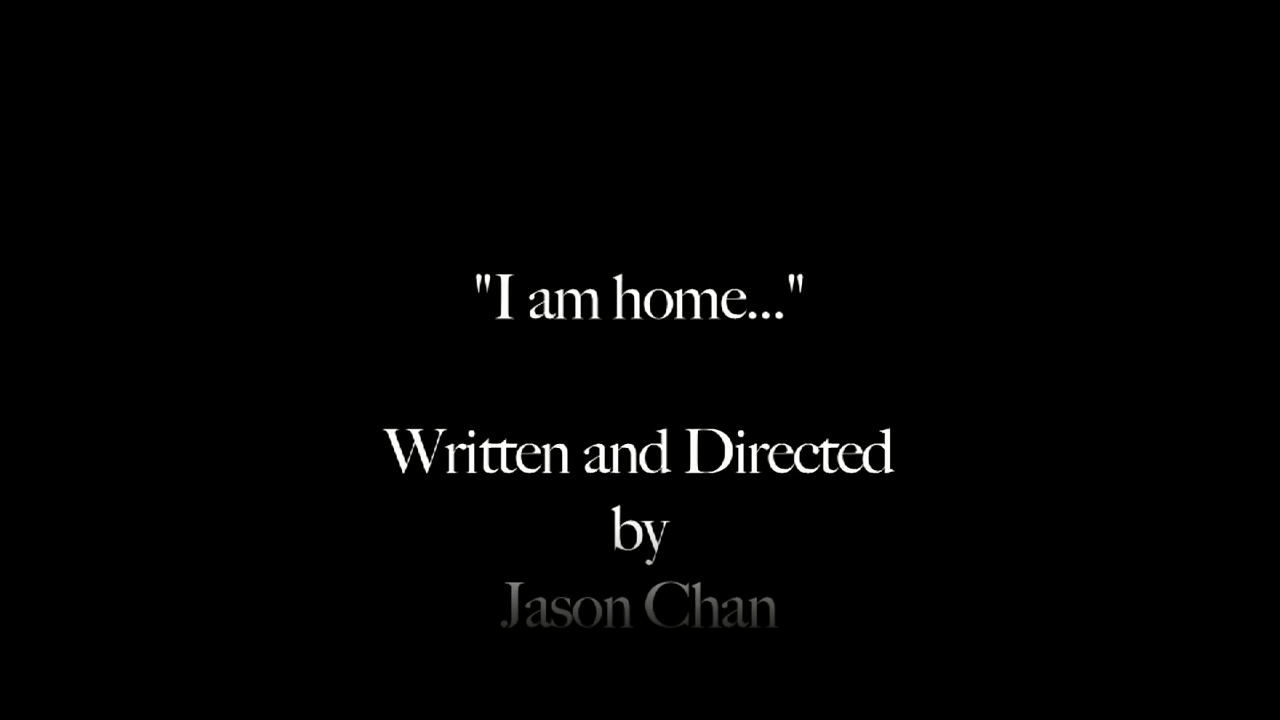 "I am home..."
Written and Directed
by
Jason Chan